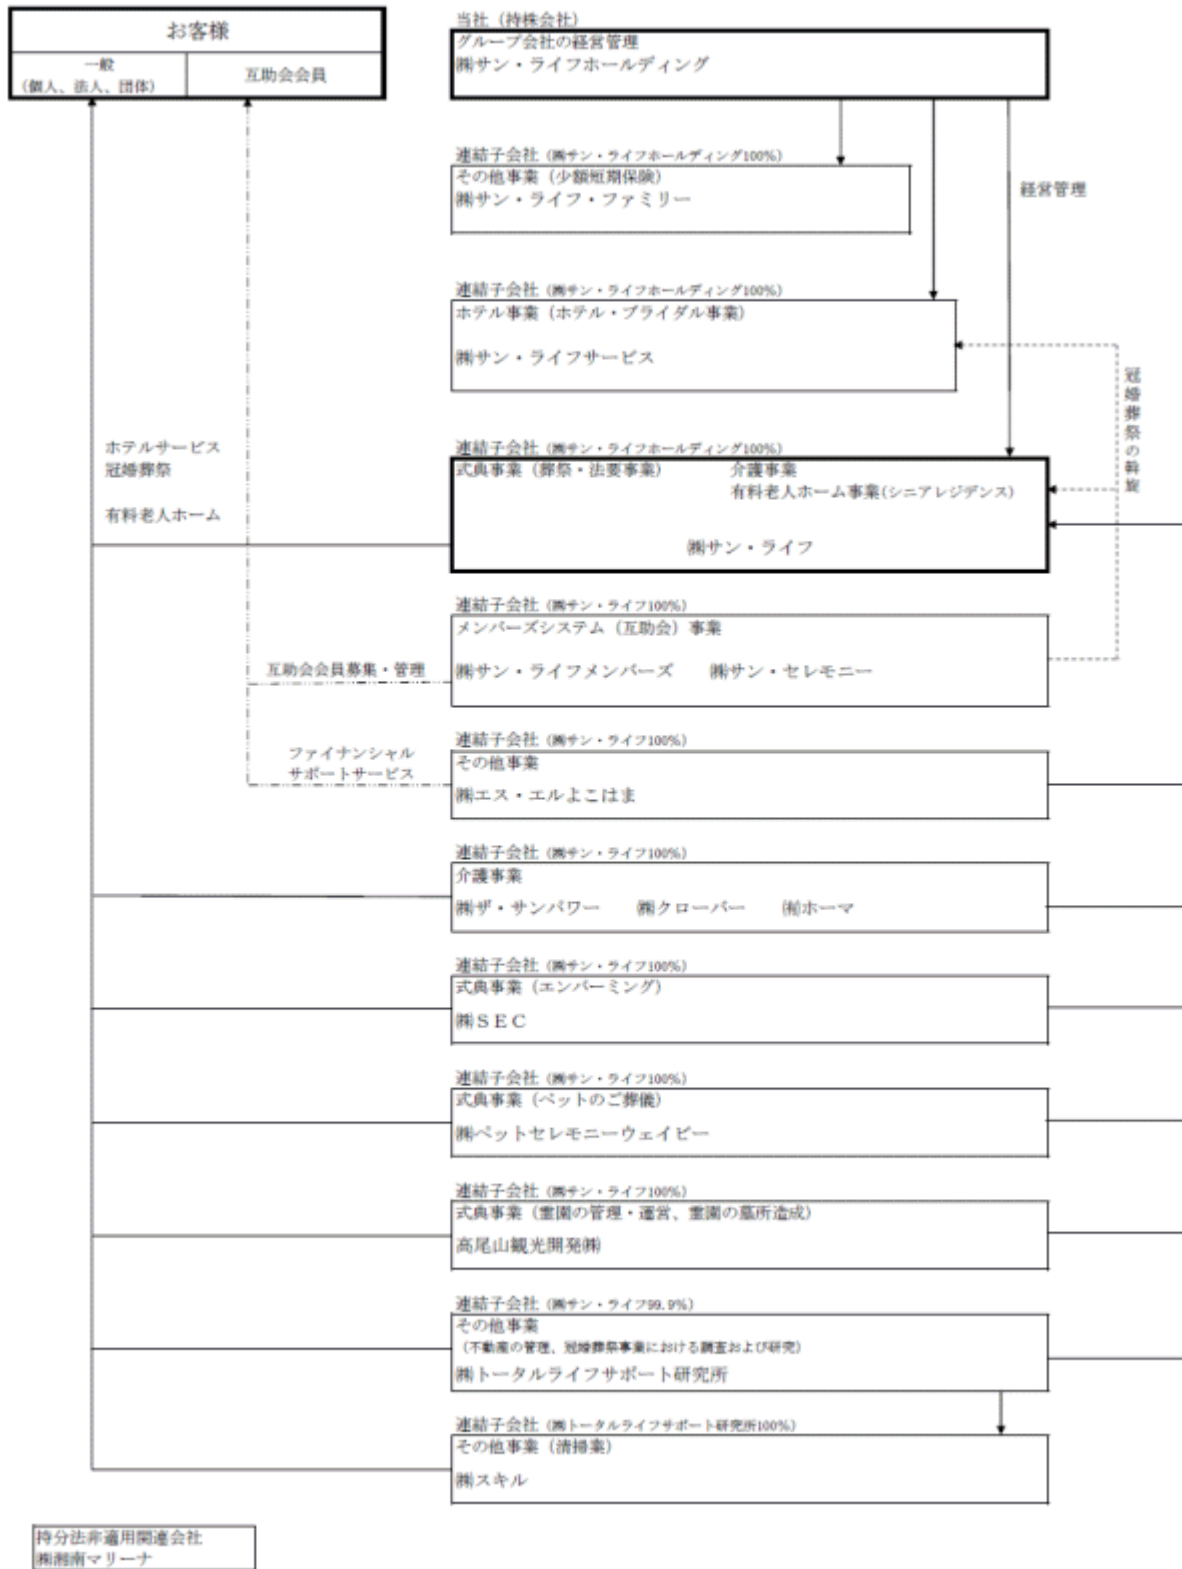 お客様
一般
(個人、法人、団体)
互助会会員
当社（持株会社）
グループ会社の経営管理
㈱サン・ライフホールディング
連結子会社（㈱サン・ライフホールディング100%）
その他事業（少額短期保険）
㈱サン・ライフ・ファミリー
経営管理
連結子会社（㈱サン・ライフホールディング100%）
ホテル事業（ホテル・ブライダル事業）
㈱サン・ライフサービス
冠婚葬祭の斡旋
ホテルサービス
冠婚葬祭
有料老人ホーム
連結子会社（㈱サン・ライフホールディング100%）
式典事業（葬祭・法要事業）　介護事業
有料老人ホーム事業(シニアレジデンス)
㈱サン・ライフ
連結子会社（㈱サン・ライフ100%）
メンバーズシステム（互助会）事業
㈱サン・ライフメンバーズ　㈱サン・セレモニー
互助会会員募集・管理
連結子会社（㈱サン・ライフ100%）
その他事業
㈱エス・エルよこはま
ファイナンシャル
サポートサービス
連結子会社（㈱サン・ライフ100%）
介護事業
㈱ザ・サンパワー　㈱クローバー　㈲ホーマ
連結子会社（㈱サン・ライフ100%）
式典事業（エンバーミング）
㈱ＳＥＣ
連結子会社（㈱サン・ライフ100%）
式典事業（ペットのご葬儀）
㈱ペットセレモニーウェイビー
連結子会社（㈱サン・ライフ100%）
式典事業（霊園の管理・運営、霊園の墓所造成）
高尾山観光開発㈱
連結子会社（㈱サン・ライフ99.9%）
その他事業
（不動産の管理、冠婚葬祭事業における調査および研究）
㈱トータルライフサポート研究所
連結子会社（㈱トータルライフサポート研究所100%）
その他事業（清掃業）
㈱スキル
持分法非適用関連会社
㈱湘南マリーナ